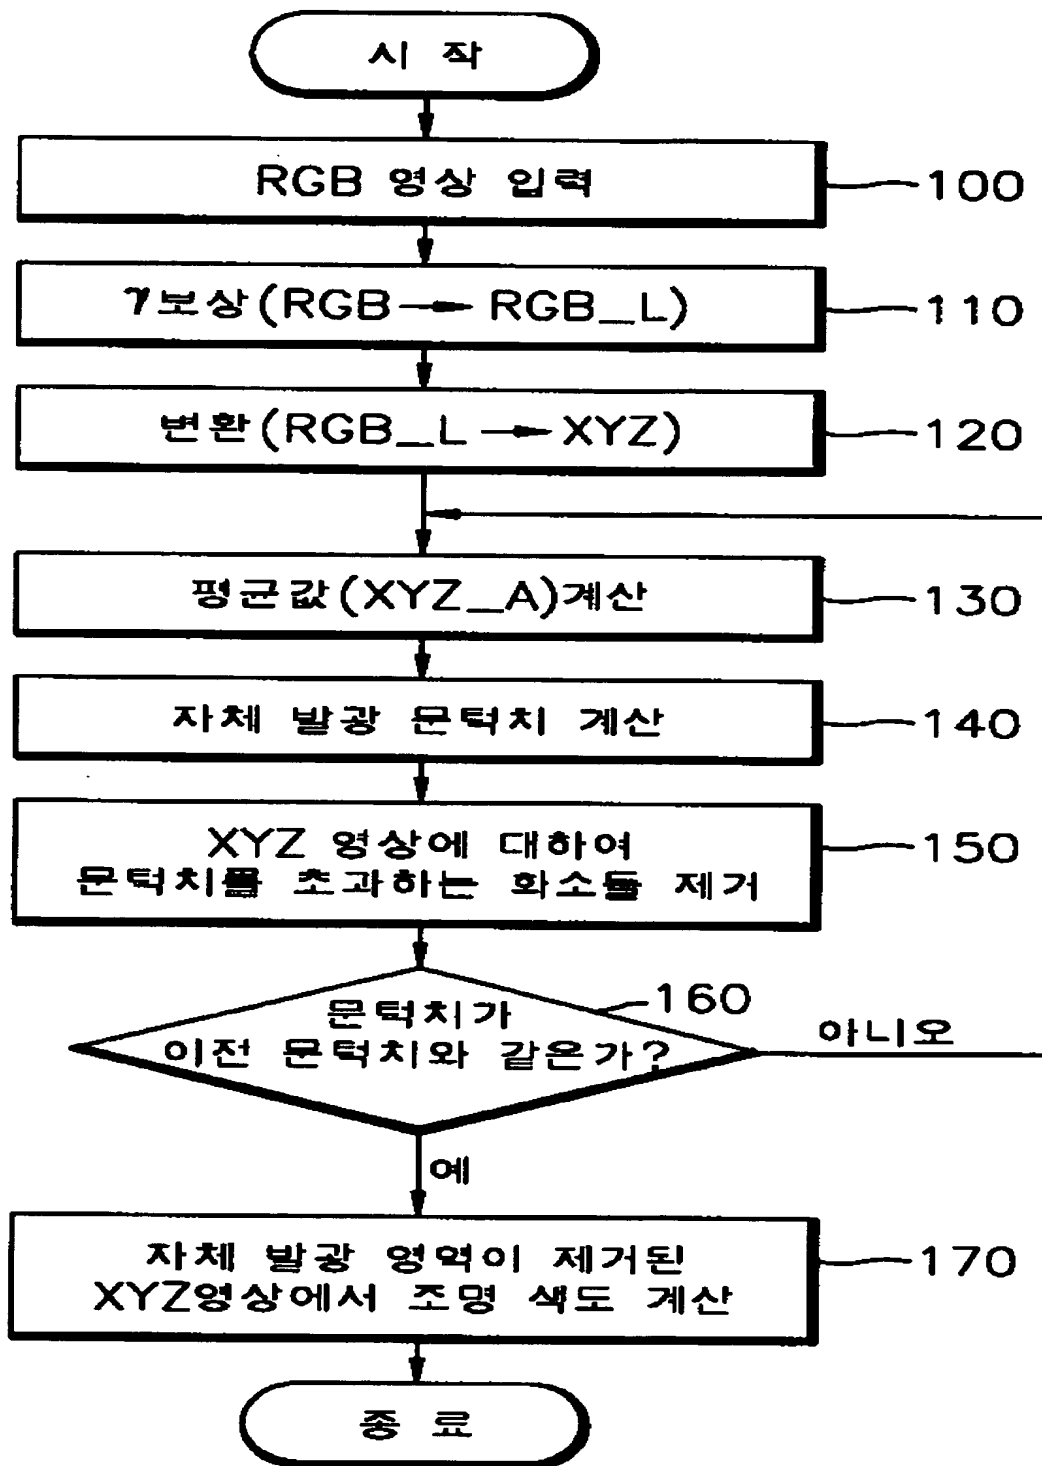 시 작
RGB 영상 입력
100
γ보상(RGB → RGB_L)
110
변환(RGB_L → XYZ)
120
평균값(XYZ_A)계산
130
자체 발광 문턱치 계산
140
XYZ 영상에 대하여
문턱치를 초과하는 화소들 제거
150
문턱치가
이전 문턱치와 같은가?
160
아니오
예
자체 발광 영역이 제거된
XYZ영상에서 조명 색도 계산
170
종 료